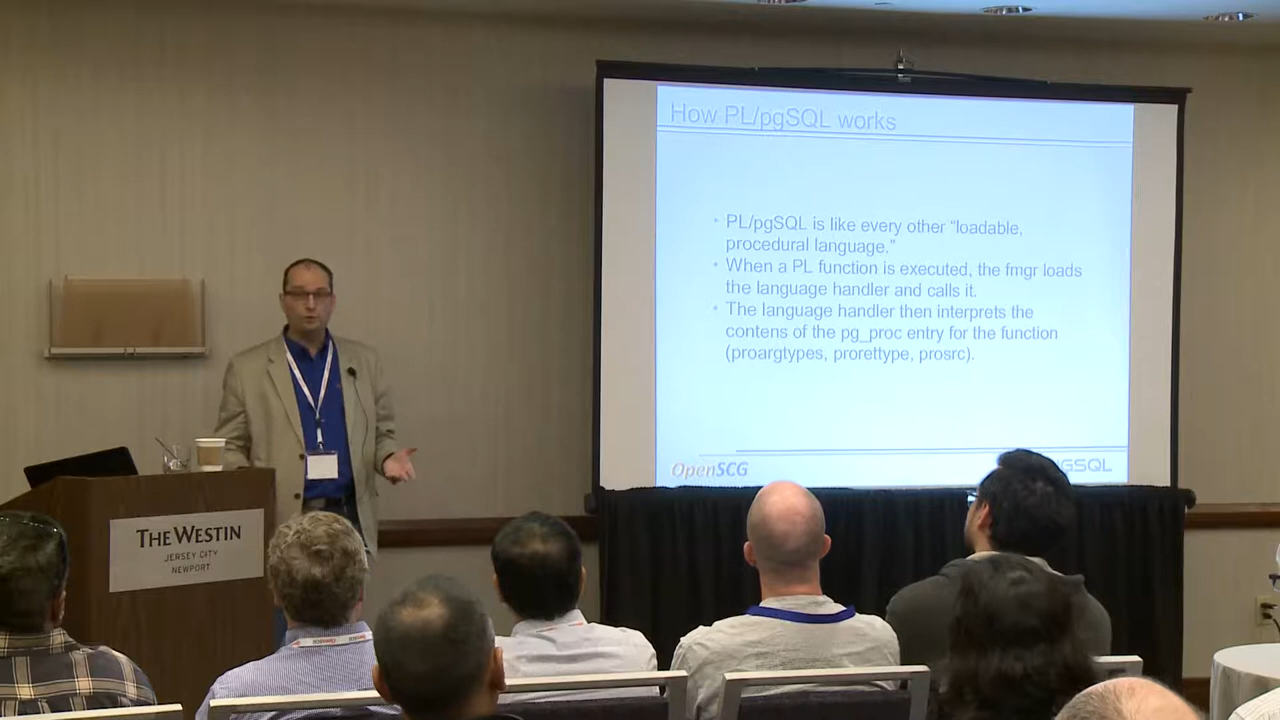 How PL/pgSQL works
• PL/pgSQL is like every other “loadable,
procedural language.”
• When a PL function is executed, the fmgr loads
the language handler and calls it.
• The language handler then interprets the
contens of the pg_proc entry for the function
(proargtypes, prorettype, prosrc).
OpenSCG
GSQL
THE WESTIN
JERSEY CITY
NEWPORT